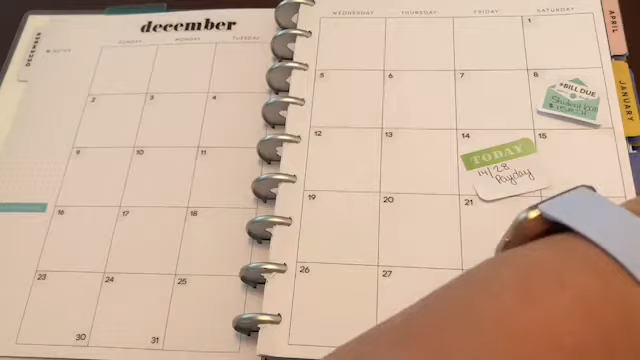 december
DECEMBER
NOTES
SUNDAY MONDAY TUESDAY
WEDNESDAY THURSDAY FRIDAY SATURDAY
1
2 3 4
5 6 7 8
BILL DUE
TODAY
14/28
Payday
9 10 11
12 13 14 15
16 17 18
19 20 21
23 24 25
26 27
30 31
APRIL
JANUARY